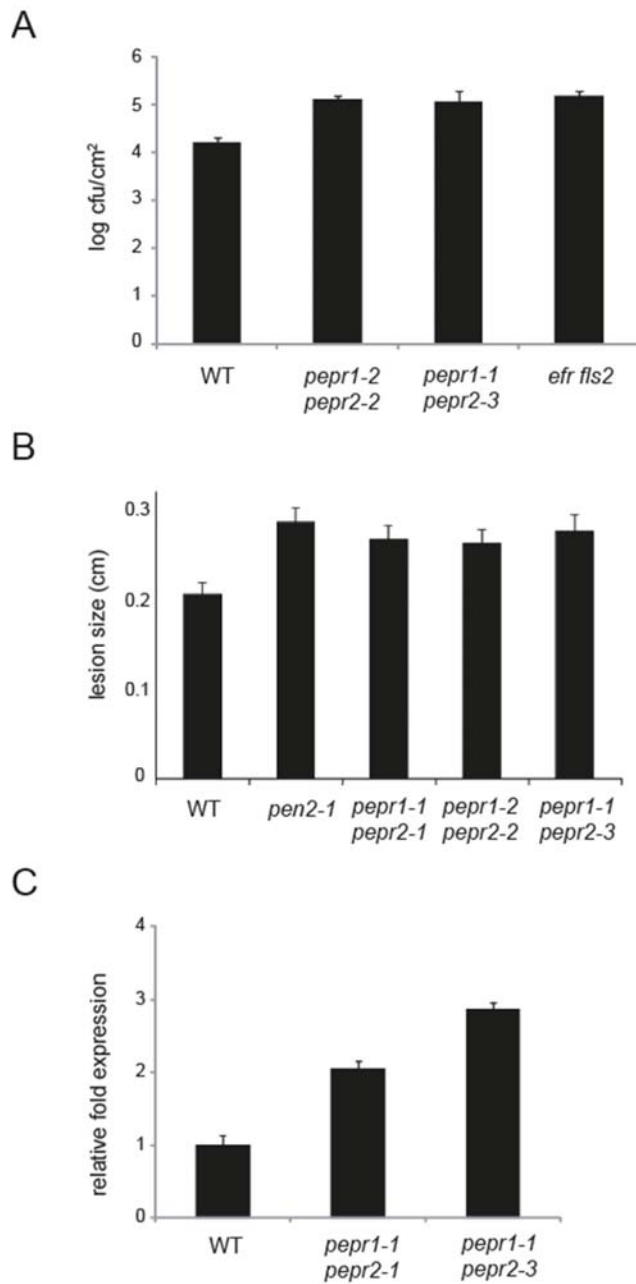 A
log cfu/cm²
6
5
4
3
2
1
0
WT
pepr1-2 pepr1-1 efr fls2
pepr2-2 pepr2-3
B
lesion size (cm)
0.3
0.2
0.1
0
WT pen2-1 pepr1-1 pepr1-2 pepr1-1
pepr2-1 pepr2-2 pepr2-3
C
relative fold expression
4
3
2
1
0
WT pepr1-1 pepr1-1
pepr2-1 pepr2-3